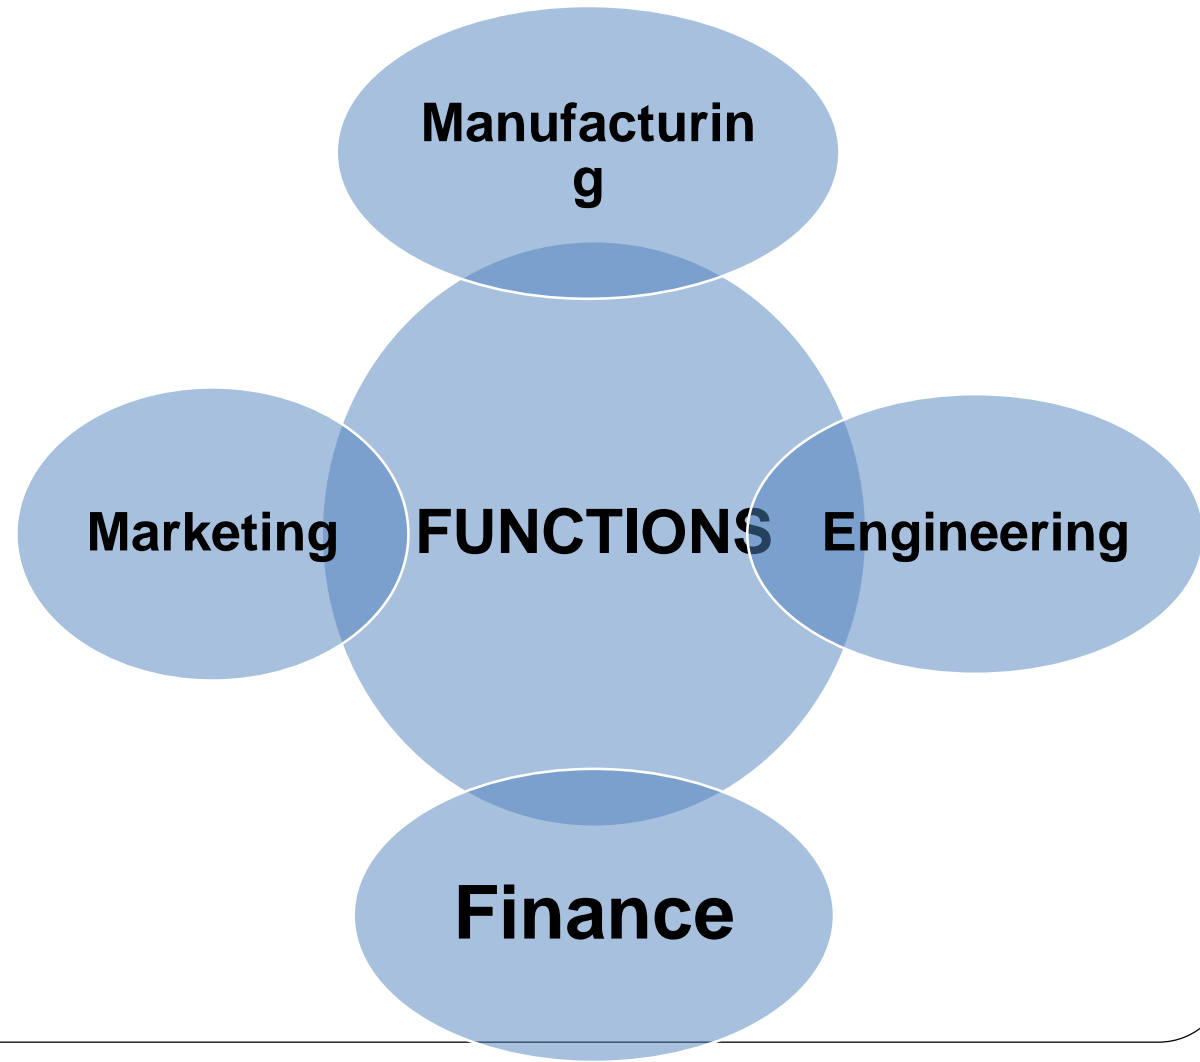 Manufacturin
g
Marketing
FUNCTIONS
Engineering
Finance